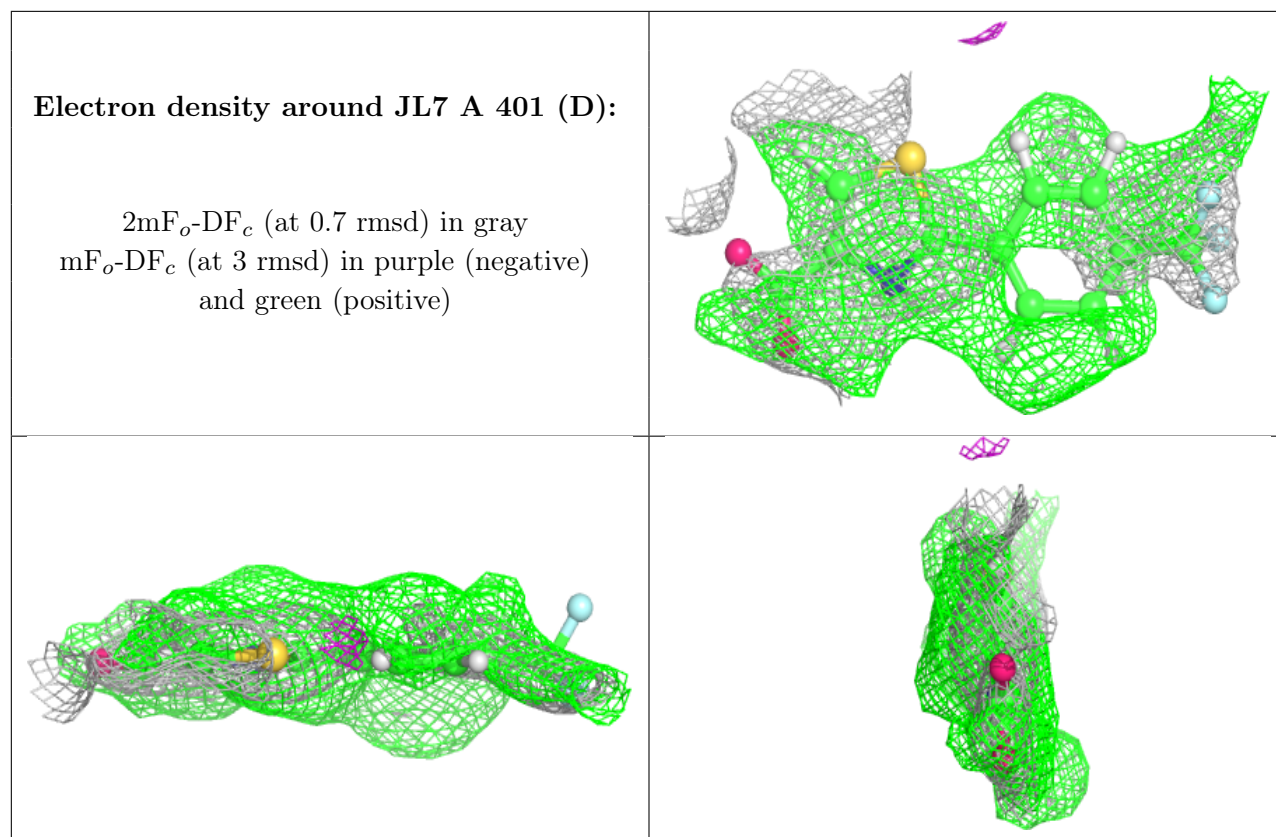 Electron density around JL7 A 401 (D):
2mFo-DFc (at 0.7 rmsd) in gray
mFo-DFc (at 3 rmsd) in purple (negative)
and green (positive)